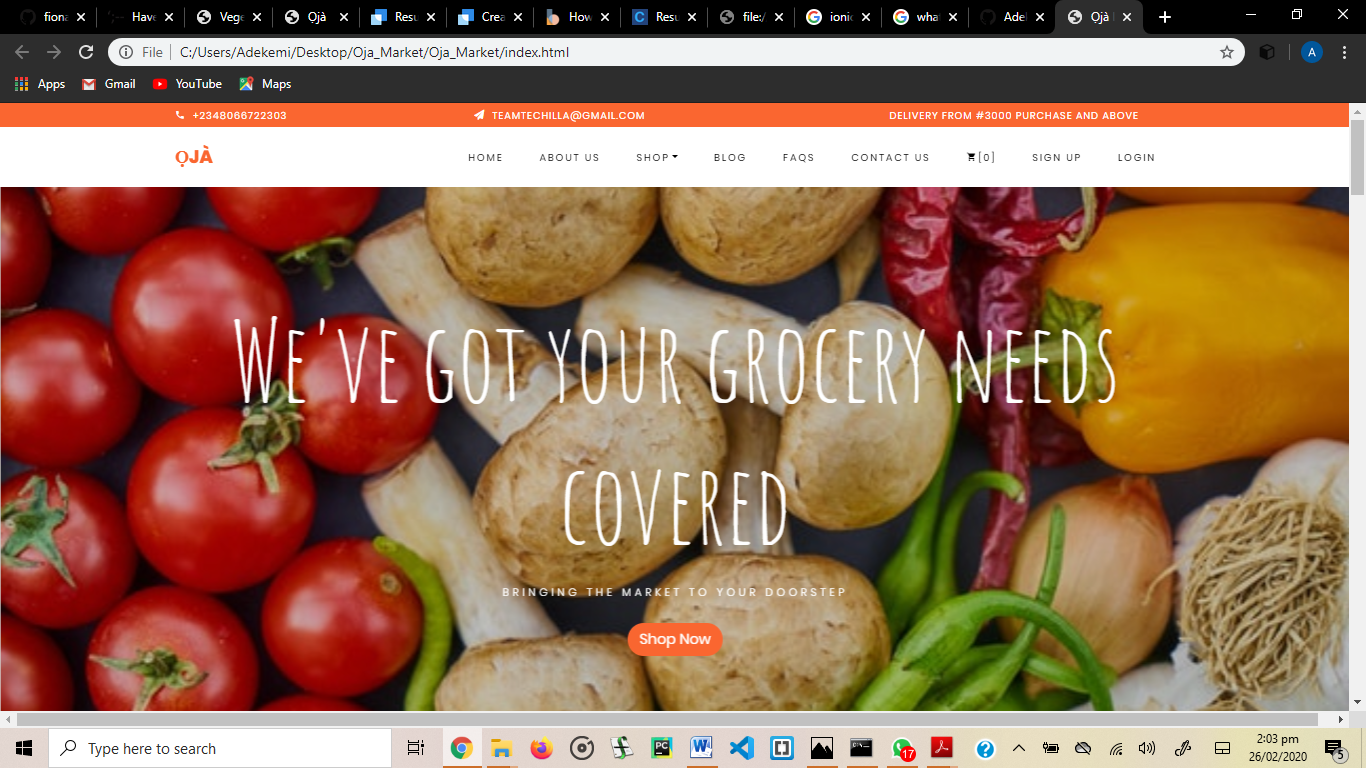 fiona Have Vege Ojà Resu Crea How Resu file:/ ionic what Adel Ọjà
File C:/Users/Adekemi/Desktop/Oja_Market/Oja_Market/index.html A
Apps Gmail YouTube Maps
+2348066722303 TEAMTECHILLA@GMAIL.COM DELIVERY FROM #3000 PURCHASE AND ABOVE
ỌJÀ HOME ABOUT US SHOP BLOG FAQS CONTACT US [0] SIGN UP LOGIN
We've got your grocery needs
covered
BRINGING THE MARKET TO YOUR DOORSTEP
Shop Now
Type here to search 17 2:03 pm
26/02/2020 5